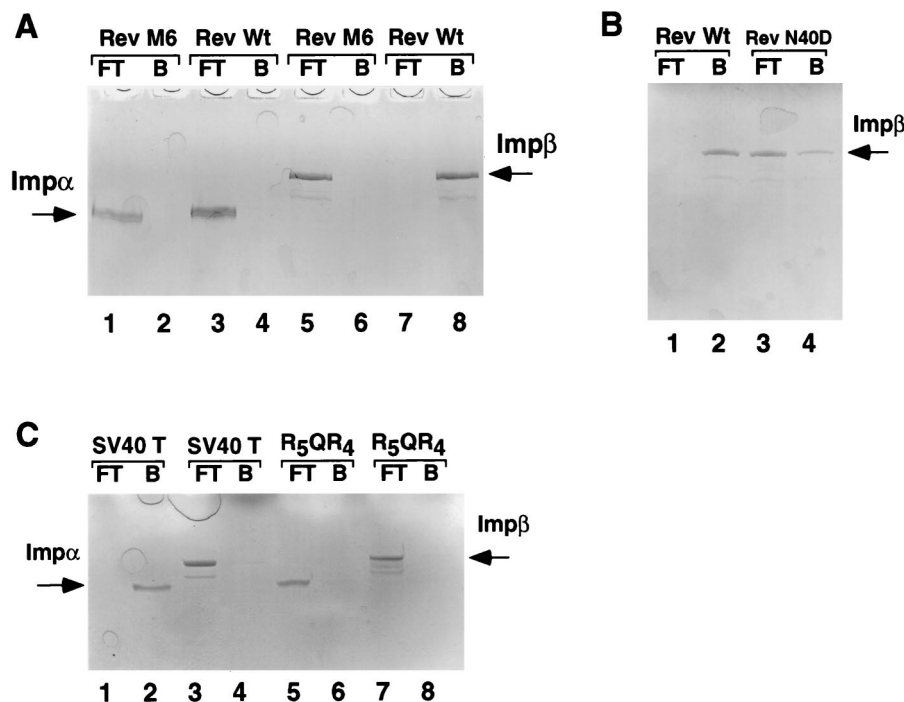 A
Rev M6 Rev Wt Rev M6 Rev Wt
FT B FT B FT B FT B
Impα
Impβ
1 2 3 4 5 6 7 8
B
Rev Wt Rev N40D
FT B FT B
Impβ
1 2 3 4
C
SV40 T SV40 T R₅QR₄ R₅QR₄
FT B FT B FT B FT B
Impα
Impβ
1 2 3 4 5 6 7 8